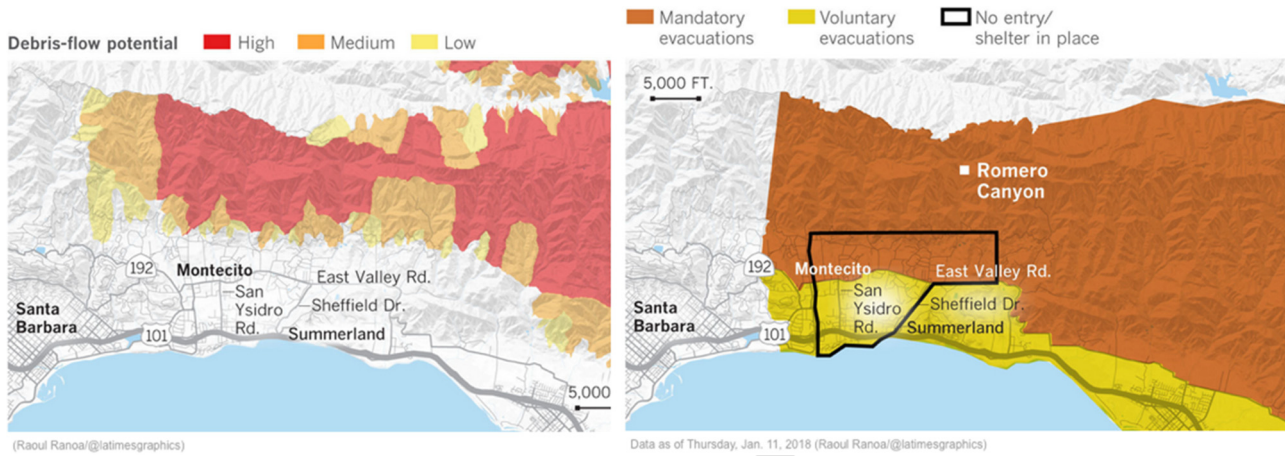 Debris-flow potential High Medium Low
192
Montecito
East Valley Rd.
San
Ysidro
Rd.
Sheffield Dr.
Santa
Barbara
101
Summerland
5,000
(Raoul Ranoa/@latimesgraphics)
Mandatory
evacuations
Voluntary
evacuations
No entry/
shelter in place
5,000 FT.
Romero
Canyon
192
Montecito
East Valley Rd.
San
Ysidro
Rd.
Sheffield Dr.
Santa
Barbara
101
Summerland
Data as of Thursday, Jan. 11, 2018 (Raoul Ranoa/@latimesgraphics)